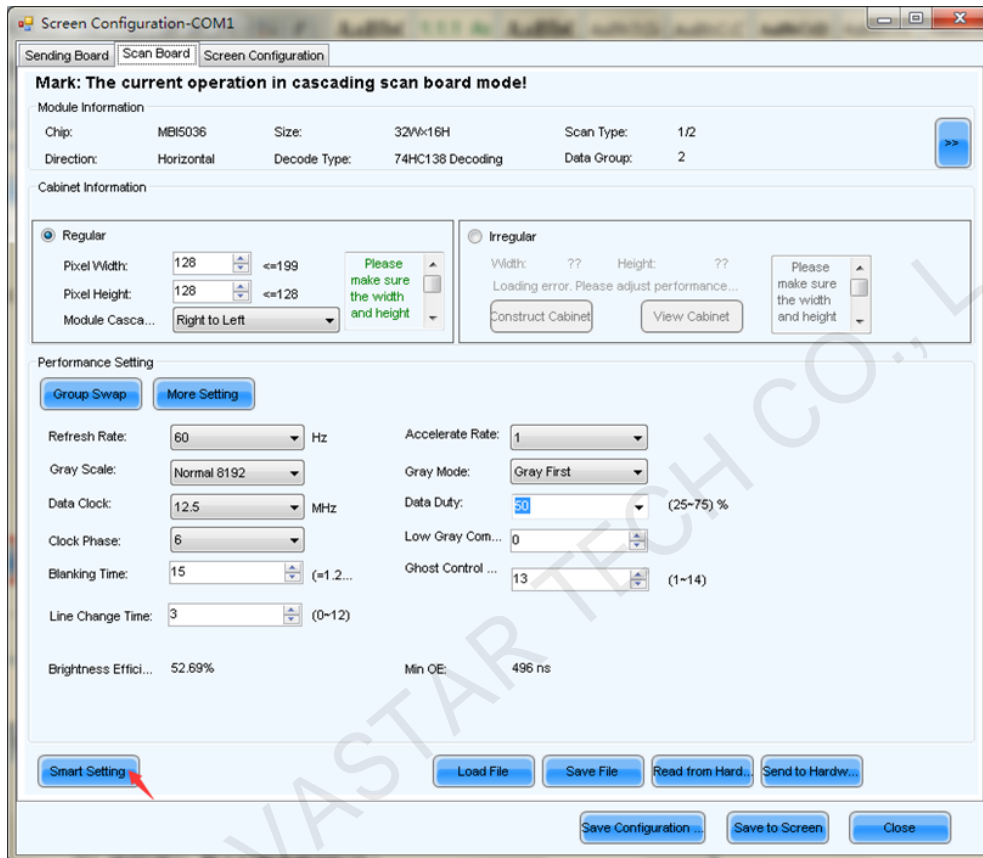 Screen Configuration-COM1
Sending Board Scan Board Screen Configuration
Mark: The current operation in cascading scan board mode!
Module Information
Chip: MBI5036 Size: 32W×16H Scan Type: 1/2
Direction: Horizontal Decode Type: 74HC138 Decoding Data Group: 2
>>
Cabinet Information
Regular
Pixel Width: 128 <=199
Pixel Height: 128 <=128
Module Casca... Right to Left
Please
make sure
the width
and height
Irregular
Width: ?? Height: ??
Loading error. Please adjust performance...
Construct Cabinet View Cabinet
Please
make sure
the width
and height
Performance Setting
Group Swap More Setting
Refresh Rate: 60 Hz Accelerate Rate: 1
Gray Scale: Normal 8192 Gray Mode: Gray First
Data Clock: 12.5 MHz Data Duty: 50 (25~75) %
Clock Phase: 6 Low Gray Com... 0
Blanking Time: 15 (=1.2... Ghost Control ... 13 (1~14)
Line Change Time: 3 (0~12)
Brightness Effici... 52.69% Min OE: 496 ns
Smart Setting Load File Save File Read from Hard... Send to Hardw...
Save Configuration ... Save to Screen Close
VASTAR TECH CO., L